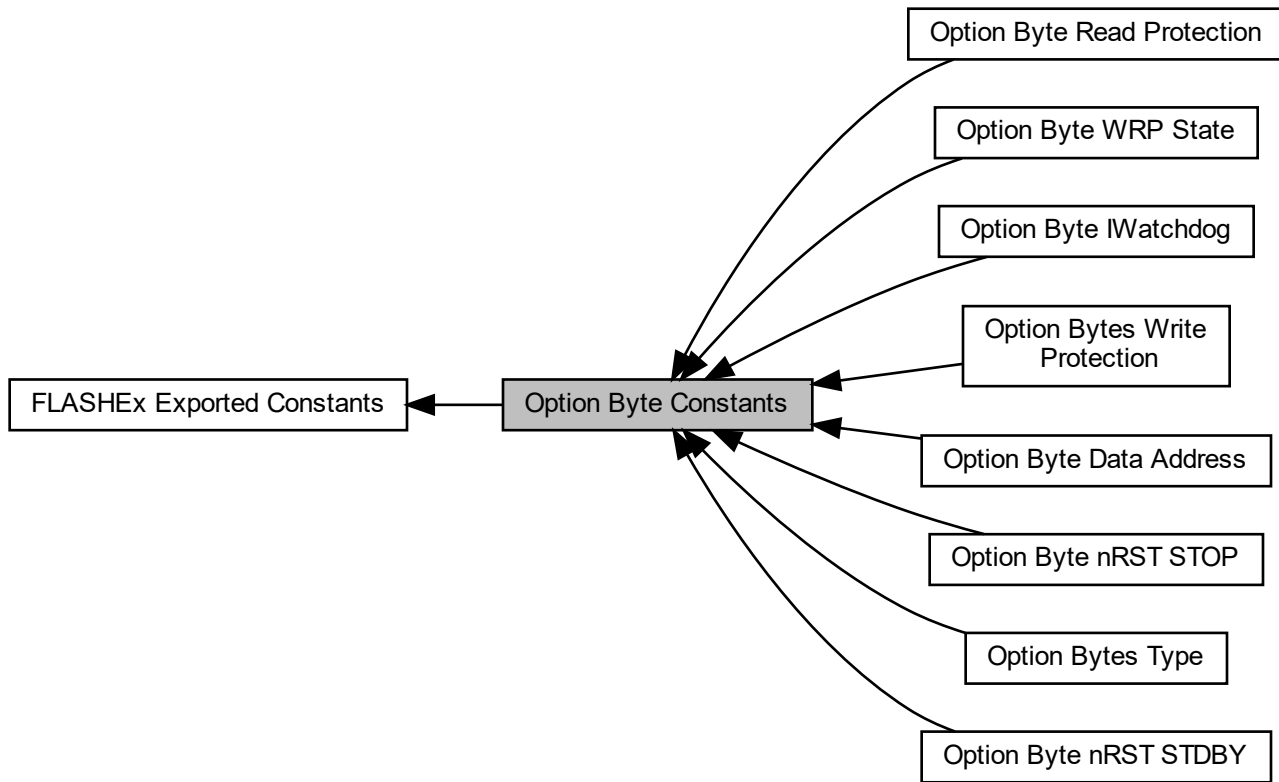 Option Byte Read Protection
Option Byte WRP State
Option Byte IWatchdog
Option Bytes Write
Protection
FLASHEx Exported Constants
Option Byte Constants
Option Byte Data Address
Option Byte nRST STOP
Option Bytes Type
Option Byte nRST STDBY